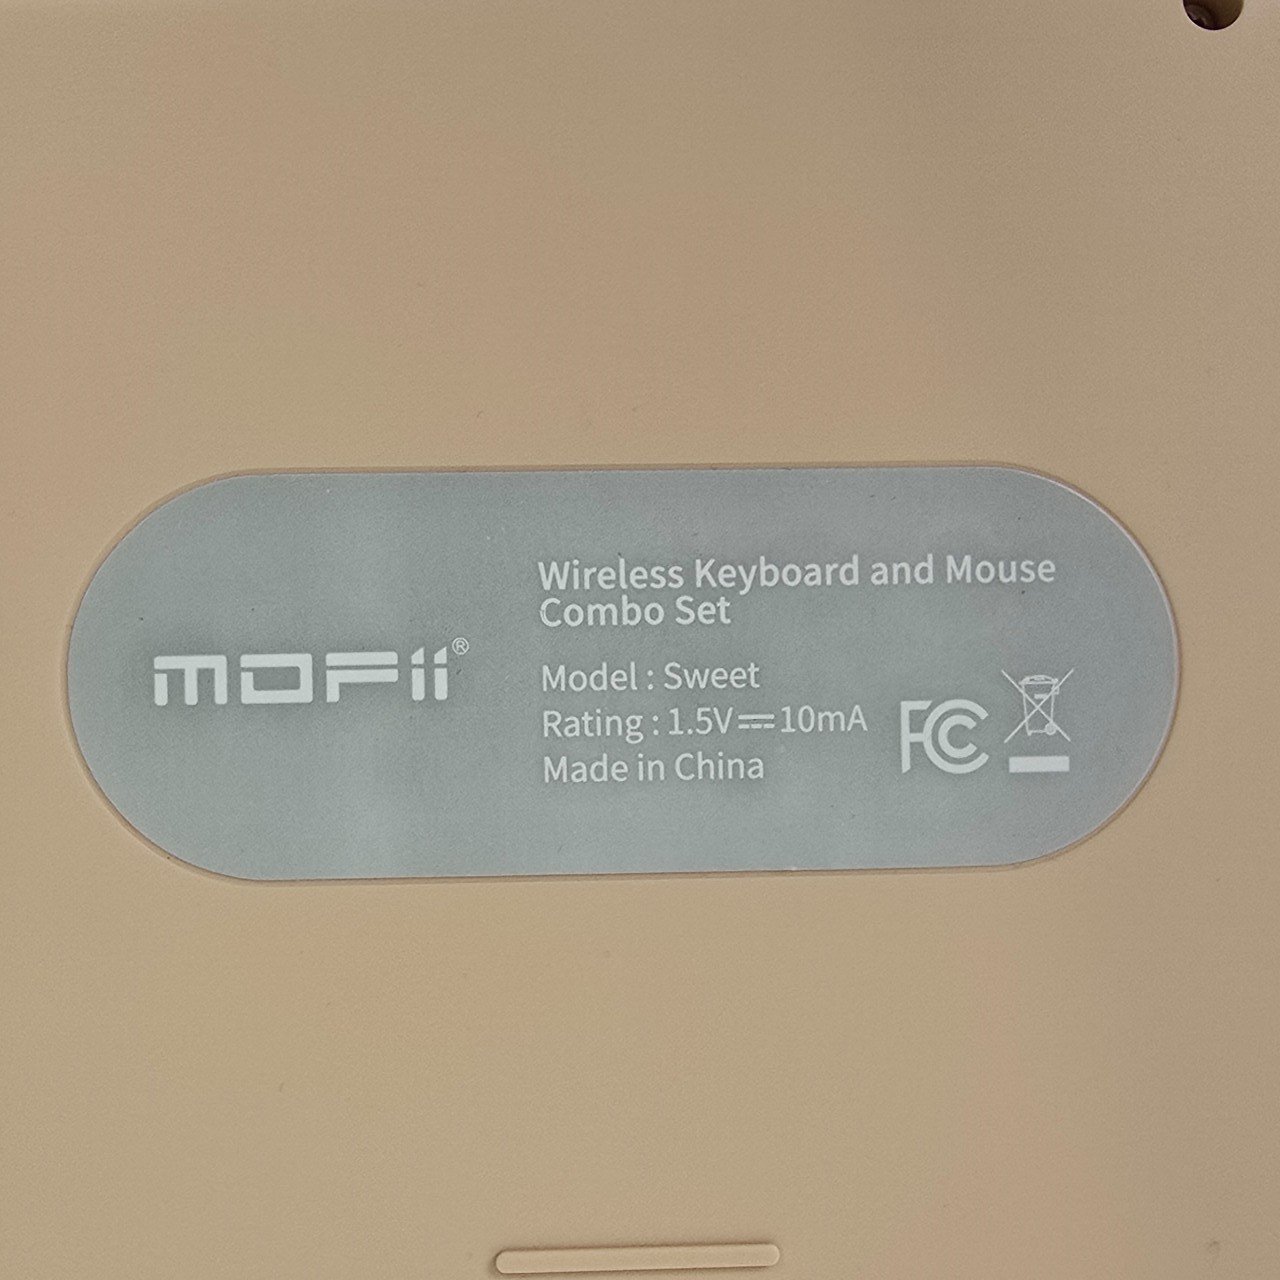 mofii®
Wireless Keyboard and Mouse
Combo Set
Model : Sweet
Rating : 1.5V⎓10mA
Made in China
FC